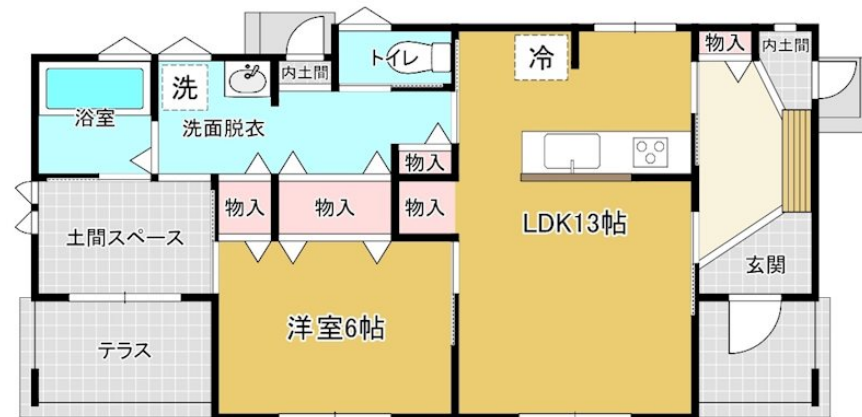 トイレ
冷
物入
内土間
内土間
洗
浴室
洗面脱衣
物入
物入
物入
物入
土間スペース
LDK13帖
玄関
洋室6帖
テラス